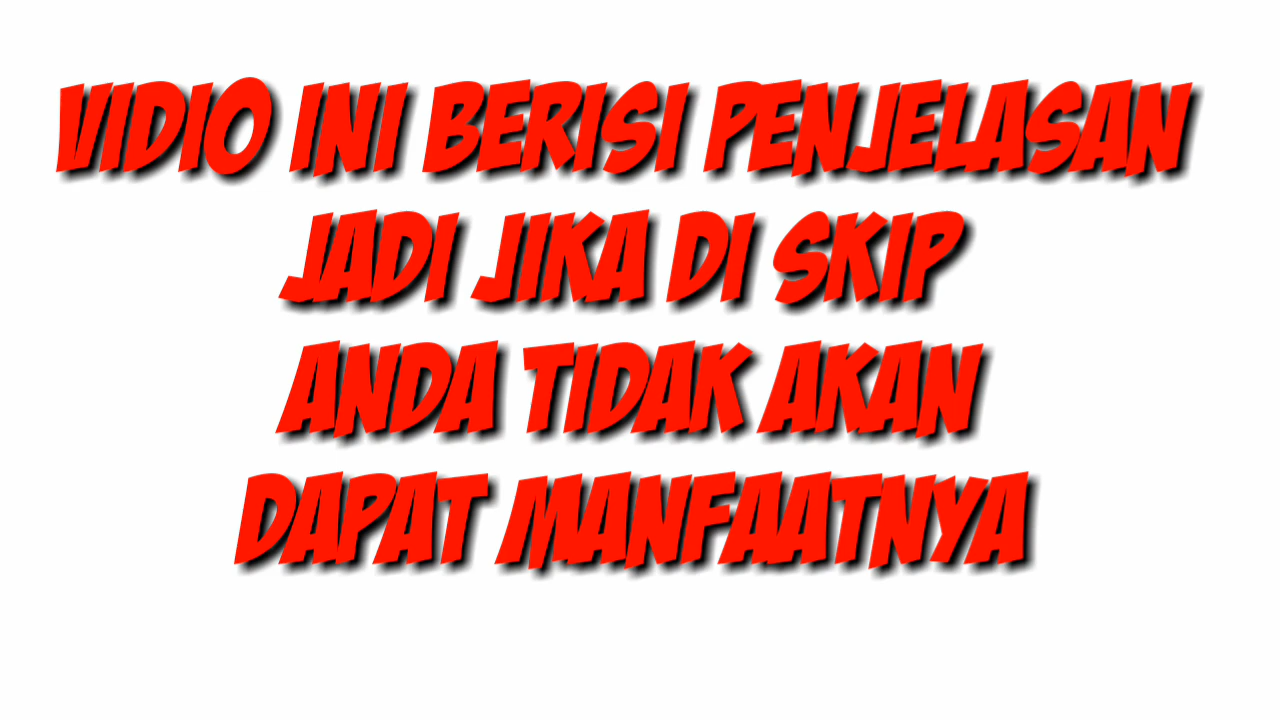 VIDIO INI BERISI PENJELASAN
JADI JIKA DI SKIP
ANDA TIDAK AKAN
DAPAT MANFAATNYA